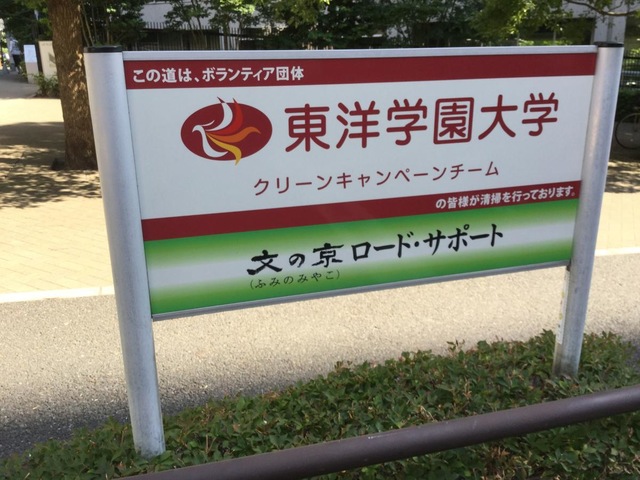 この道は、ボランティア団体
東洋学園大学
クリーンキャンペーンチーム
の皆様が清掃を行っております。
文の京ロード・サポート
(ふみのみやこ)